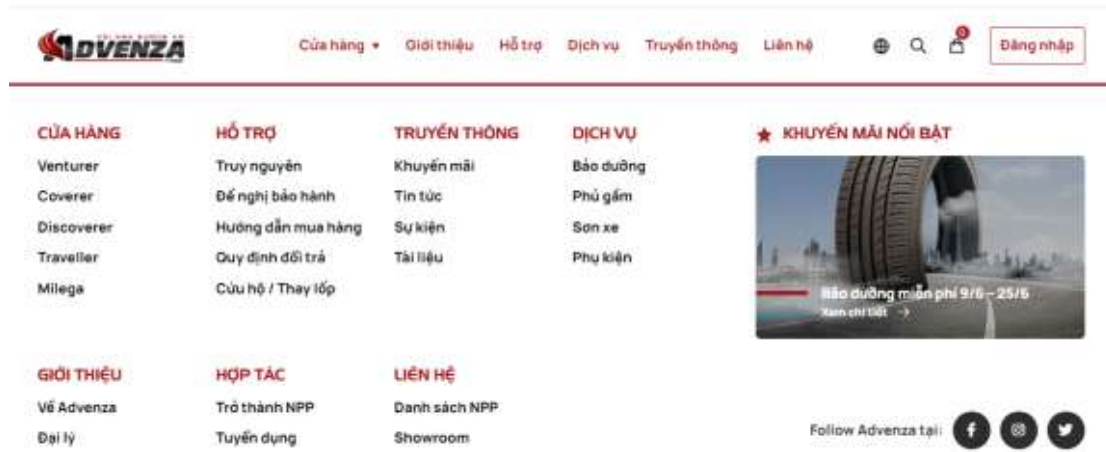 ADVENZA
Cửa hàng
Giới thiệu
Hỗ trợ
Dịch vụ
Truyền thông
Liên hệ
0
Đăng nhập
CỬA HÀNG
Venturer
Coverer
Discoverer
Traveller
Milega
HỖ TRỢ
Truy nguyên
Đề nghị bảo hành
Hướng dẫn mua hàng
Quy định đổi trả
Cứu hộ / Thay lốp
TRUYỀN THÔNG
Khuyến mãi
Tin tức
Sự kiện
Tài liệu
DỊCH VỤ
Bảo dưỡng
Phủ gầm
Sơn xe
Phụ kiện
KHUYẾN MÃI NỔI BẬT
Bảo dưỡng miễn phí 9/6 – 25/6
Xem chi tiết
GIỚI THIỆU
Về Advenza
Đại lý
HỢP TÁC
Trở thành NPP
Tuyển dụng
LIÊN HỆ
Danh sách NPP
Showroom
Follow Advenza tại: